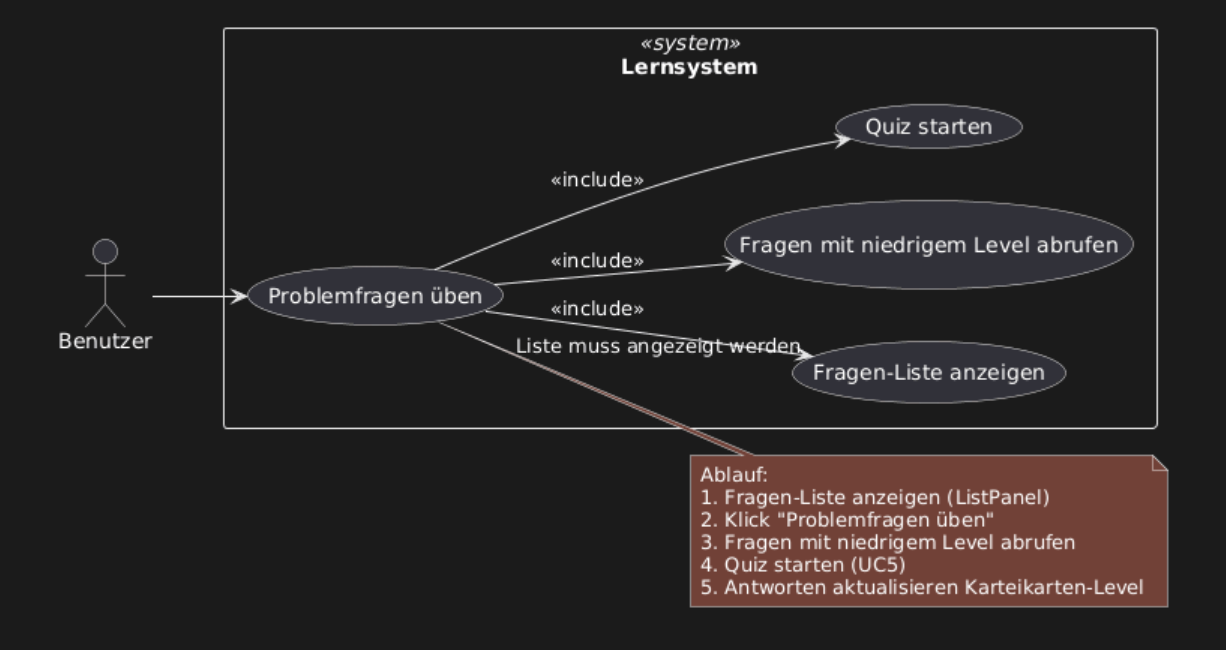 «system»
Lernsystem
Quiz starten
«include»
Fragen mit niedrigem Level abrufen
«include»
Problemfragen üben
«include»
Benutzer
Liste muss angezeigt werden
Fragen-Liste anzeigen
Ablauf:
1. Fragen-Liste anzeigen (ListPanel)
2. Klick "Problemfragen üben"
3. Fragen mit niedrigem Level abrufen
4. Quiz starten (UC5)
5. Antworten aktualisieren Karteikarten-Level